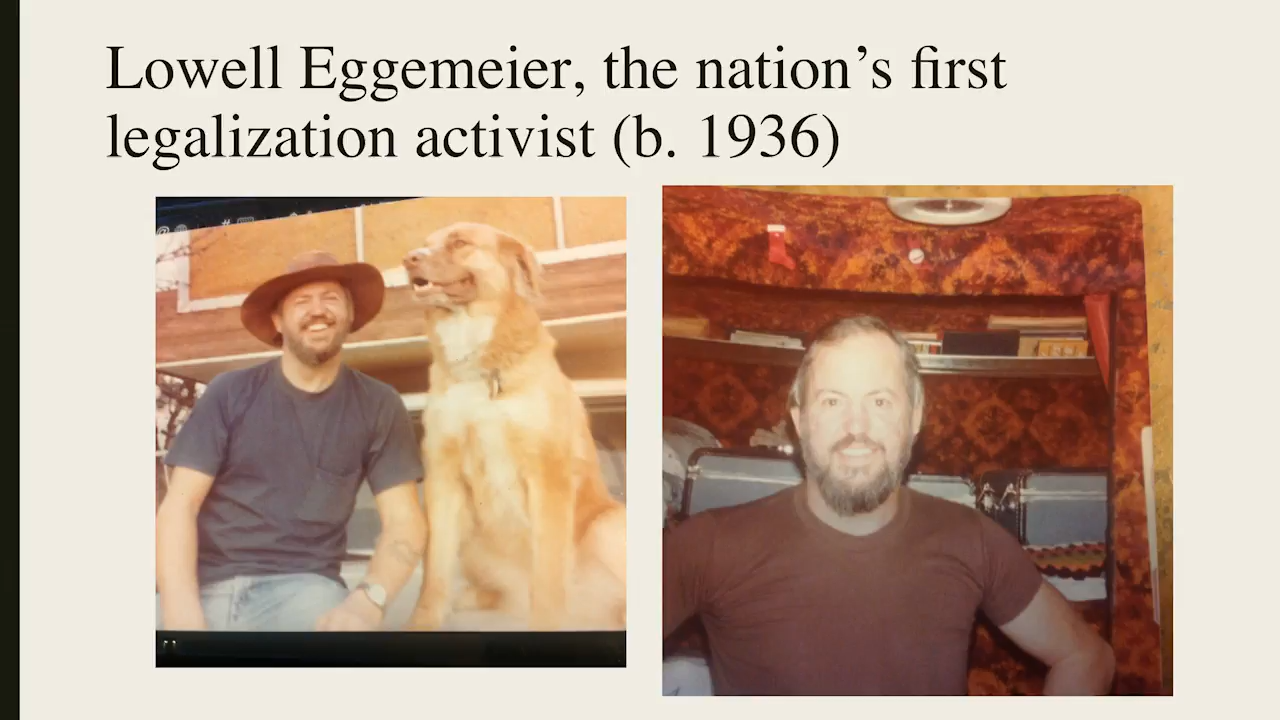 Lowell Eggemeier, the nation’s first
legalization activist (b. 1936)